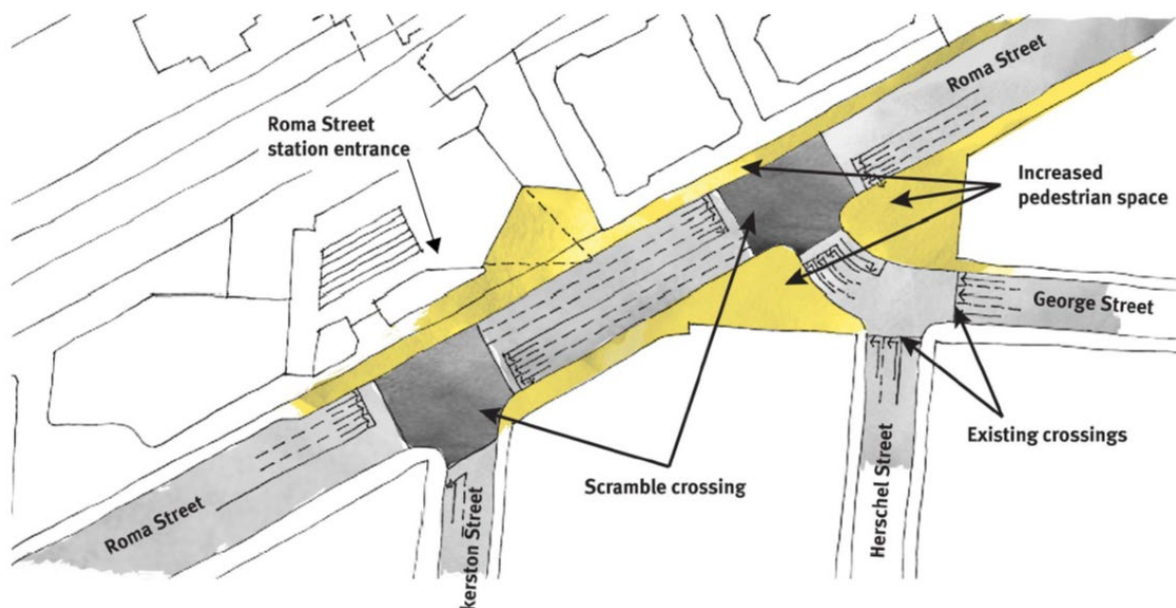 Roma Street
Roma Street
station entrance
Increased
pedestrian space
George Street
Existing crossings
Scramble crossing
Herschel Street
Roma Street
kerston Street